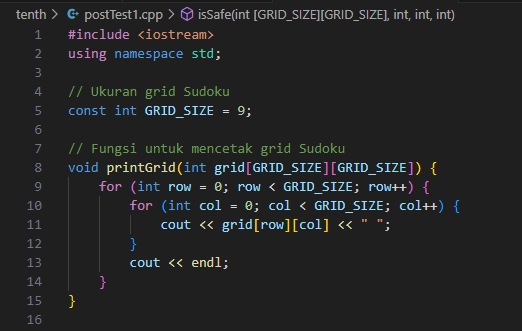 tenth > C++ postTest1.cpp > isSafe(int [GRID_SIZE][GRID_SIZE], int, int, int)
1 #include <iostream>
2 using namespace std;
3
4 // Ukuran grid Sudoku
5 const int GRID_SIZE = 9;
6
7 // Fungsi untuk mencetak grid Sudoku
8 void printGrid(int grid[GRID_SIZE][GRID_SIZE]) {
9     for (int row = 0; row < GRID_SIZE; row++) {
10         for (int col = 0; col < GRID_SIZE; col++) {
11             cout << grid[row][col] << " ";
12         }
13         cout << endl;
14     }
15 }
16